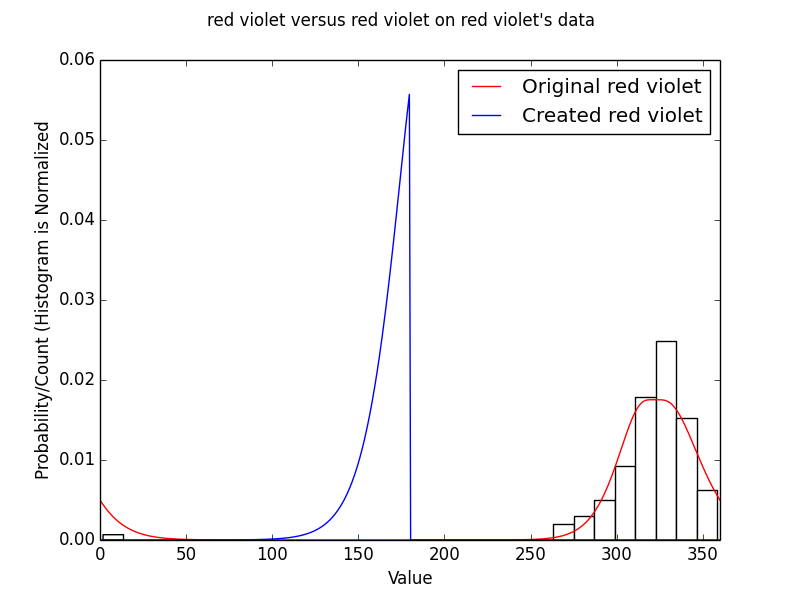 red violet versus red violet on red violet's data
Original red violet
Created red violet
Probability/Count (Histogram is Normalized
0.06
0.05
0.04
0.03
0.02
0.01
0.00
0 50 100 150 200 250 300 350
Value